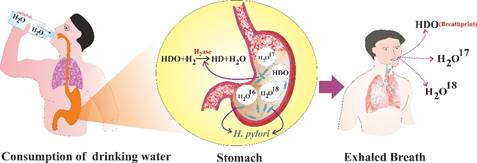 H₂O
H₂O
HDO+H₂ H₂ase→ HD+H₂O
H₂O¹⁷
HDO
H₂O¹⁶
H₂O¹⁸
H. pylori
HDO(Breathprint)
H₂O¹⁷
H₂O¹⁸
Consumption of drinking water
Stomach
Exhaled Breath